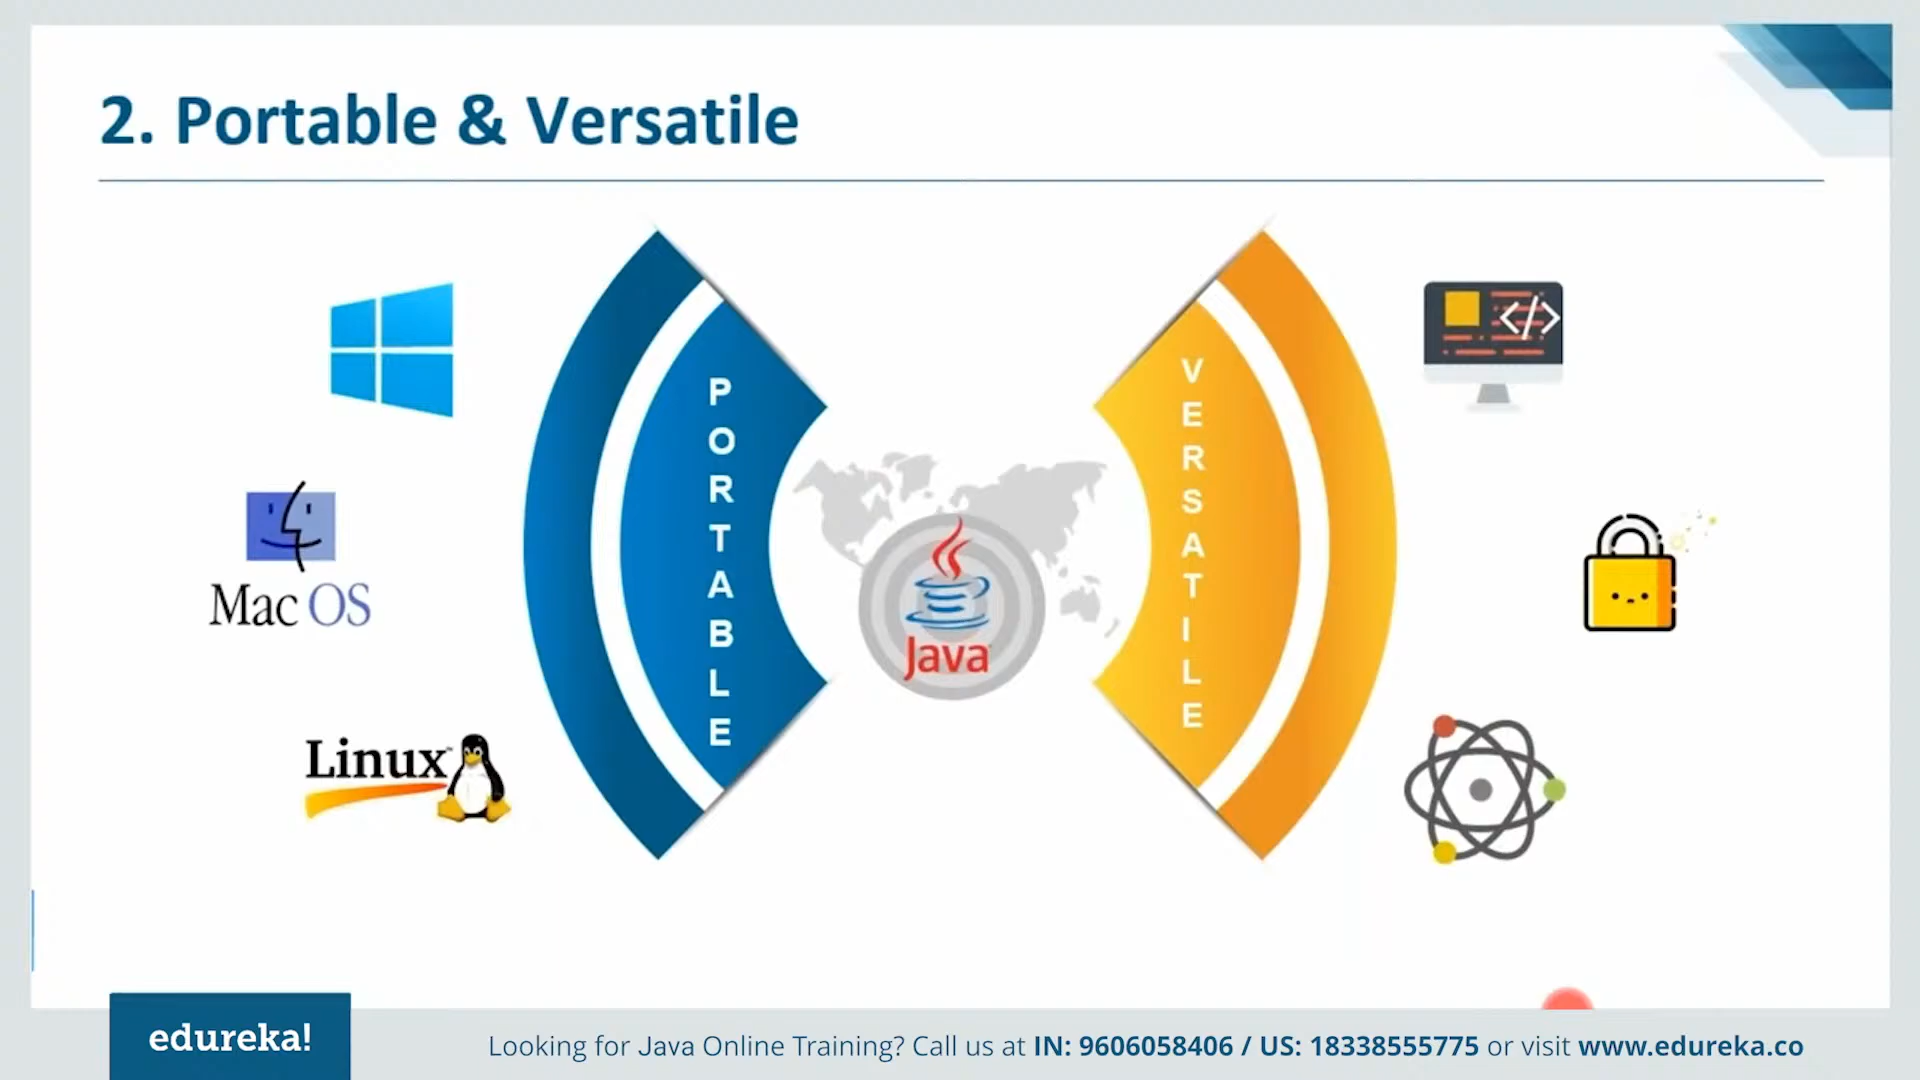 2. Portable & Versatile
PORTABLE
VERSATILE
</>
Mac OS
Linux™
Java
edureka!
Looking for Java Online Training? Call us at IN: 9606058406 / US: 18338555775 or visit www.edureka.co